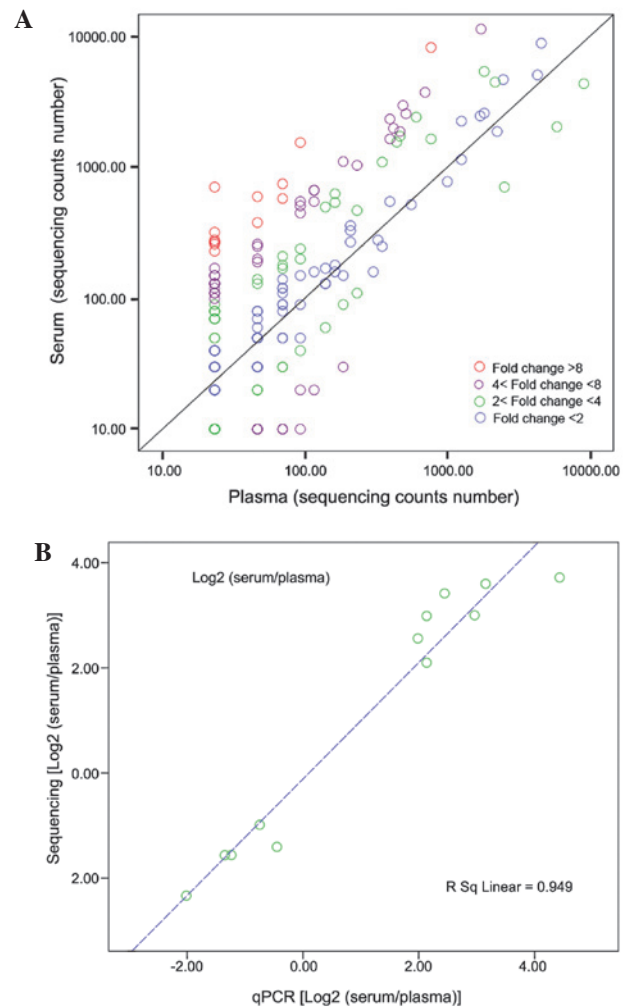 A
10000.00
1000.00
100.00
10.00
Serum (sequencing counts number)
Fold change >8
4< Fold change <8
2< Fold change <4
Fold change <2
10.00
100.00
1000.00
10000.00
Plasma (sequencing counts number)
B
4.00
2.00
0.00
2.00
Sequencing [Log2 (serum/plasma)]
Log2 (serum/plasma)
R Sq Linear = 0.949
-2.00
0.00
2.00
4.00
qPCR [Log2 (serum/plasma)]